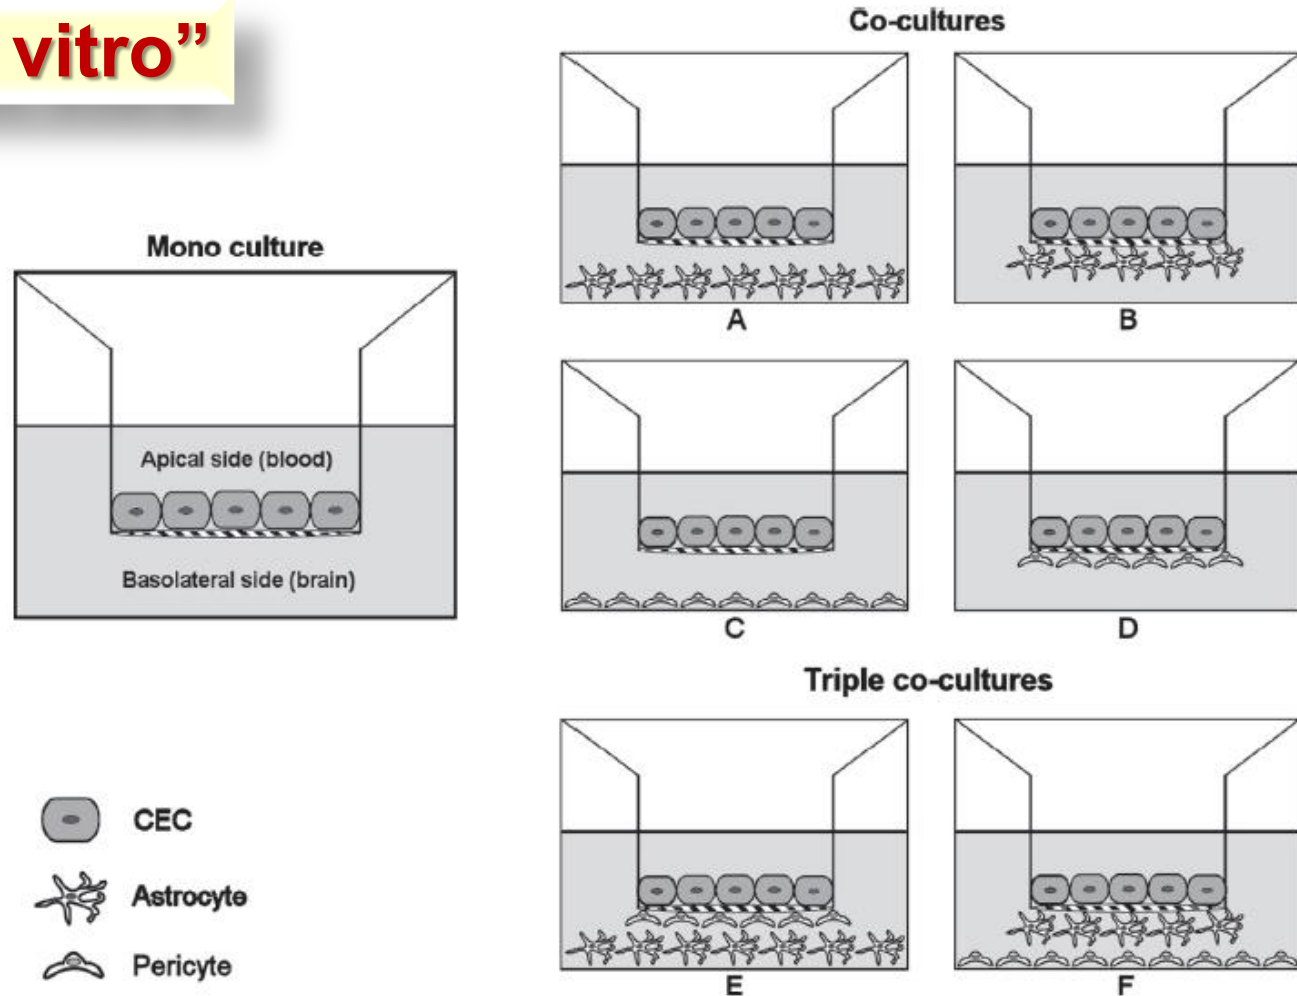 vitro”
Co-cultures
A
B
Mono culture
Apical side (blood)
Basolateral side (brain)
C
D
Triple co-cultures
CEC
Astrocyte
Pericyte
E
F